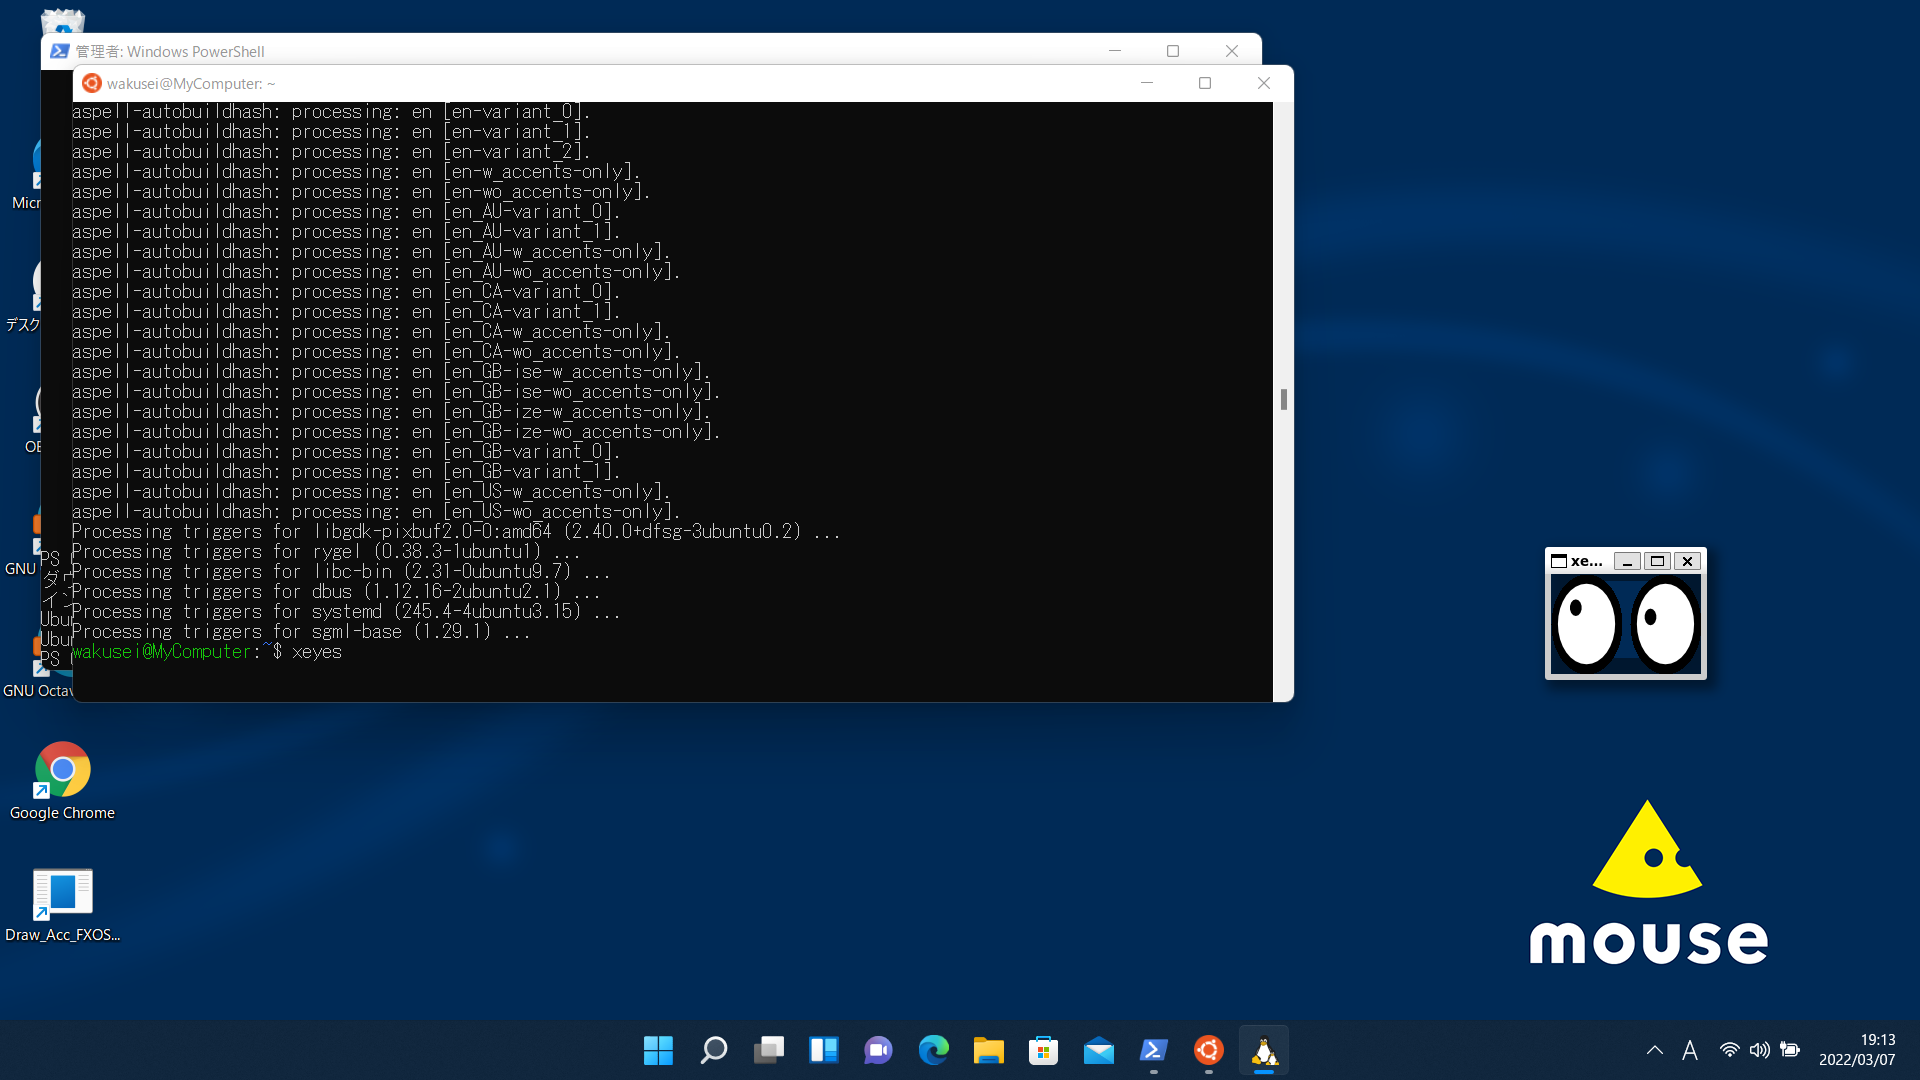 管理者: Windows PowerShell
wakusei@MyComputer: ~
aspell-autobuildhash: processing: en [en-variant_0].
aspell-autobuildhash: processing: en [en-variant_1].
aspell-autobuildhash: processing: en [en-variant_2].
aspell-autobuildhash: processing: en [en-w_accents-only].
aspell-autobuildhash: processing: en [en-wo_accents-only].
aspell-autobuildhash: processing: en [en_AU-variant_0].
aspell-autobuildhash: processing: en [en_AU-variant_1].
aspell-autobuildhash: processing: en [en_AU-w_accents-only].
aspell-autobuildhash: processing: en [en_AU-wo_accents-only].
aspell-autobuildhash: processing: en [en_CA-variant_0].
aspell-autobuildhash: processing: en [en_CA-variant_1].
aspell-autobuildhash: processing: en [en_CA-w_accents-only].
aspell-autobuildhash: processing: en [en_CA-wo_accents-only].
aspell-autobuildhash: processing: en [en_GB-ise-w_accents-only].
aspell-autobuildhash: processing: en [en_GB-ise-wo_accents-only].
aspell-autobuildhash: processing: en [en_GB-ize-w_accents-only].
aspell-autobuildhash: processing: en [en_GB-ize-wo_accents-only].
aspell-autobuildhash: processing: en [en_GB-variant_0].
aspell-autobuildhash: processing: en [en_GB-variant_1].
aspell-autobuildhash: processing: en [en_US-w_accents-only].
aspell-autobuildhash: processing: en [en_US-wo_accents-only].
Processing triggers for libgdk-pixbuf2.0-0:amd64 (2.40.0+dfsg-3ubuntu0.2) ...
Processing triggers for rygel (0.38.3-1ubuntu1) ...
Processing triggers for libc-bin (2.31-0ubuntu9.7) ...
Processing triggers for dbus (1.12.16-2ubuntu2.1) ...
Processing triggers for systemd (245.4-4ubuntu3.15) ...
Processing triggers for sgml-base (1.29.1) ...
wakusei@MyComputer:~$ xeyes
PS
Ubu
Ubu
PS
Micr
デスク
GNU
GNU Octav
Google Chrome
Draw_Acc_FXOS...
xe...
mouse
A
19:13
2022/03/07